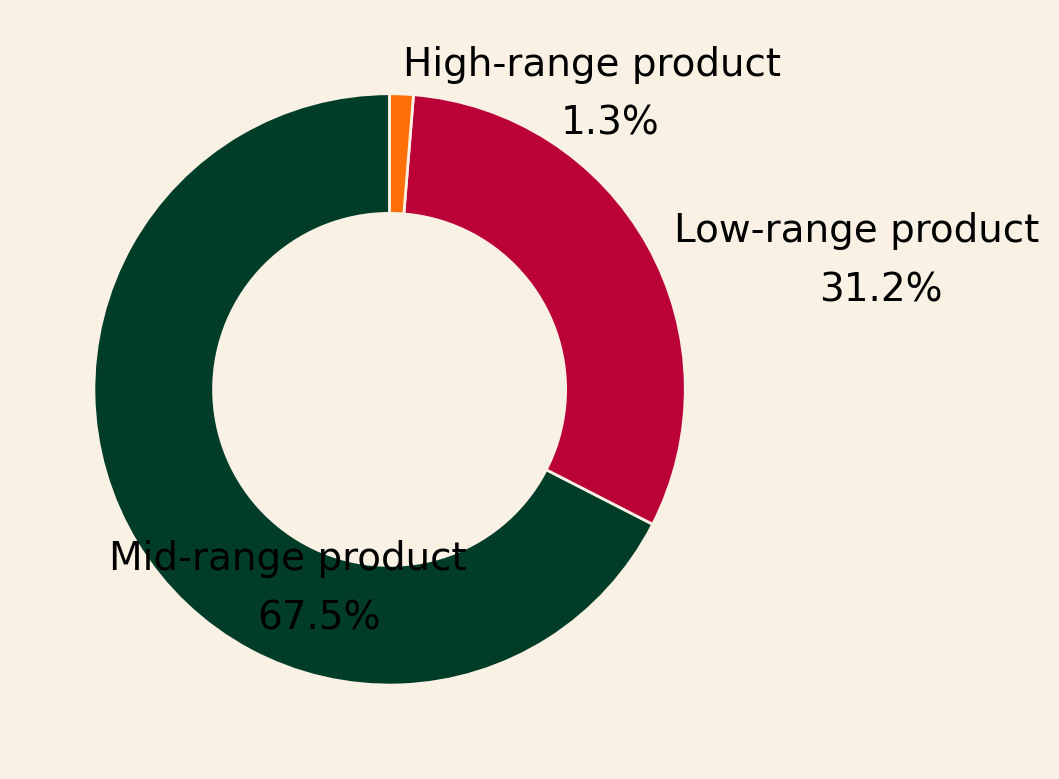 High-range product
1.3%
Low-range product
31.2%
Mid-range product
67.5%